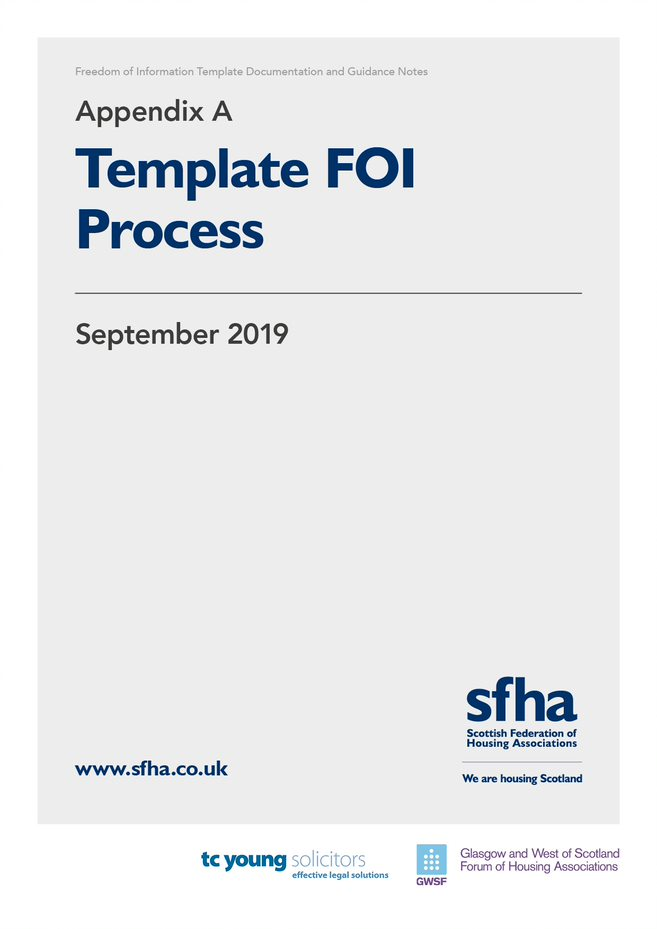 Freedom of Information Template Documentation and Guidance Notes
Appendix A
Template FOI
Process
September 2019
sfha
Scottish Federation of
Housing Associations
www.sfha.co.uk
We are housing Scotland
tc young solicitors
effective legal solutions
GWSF
Glasgow and West of Scotland
Forum of Housing Associations